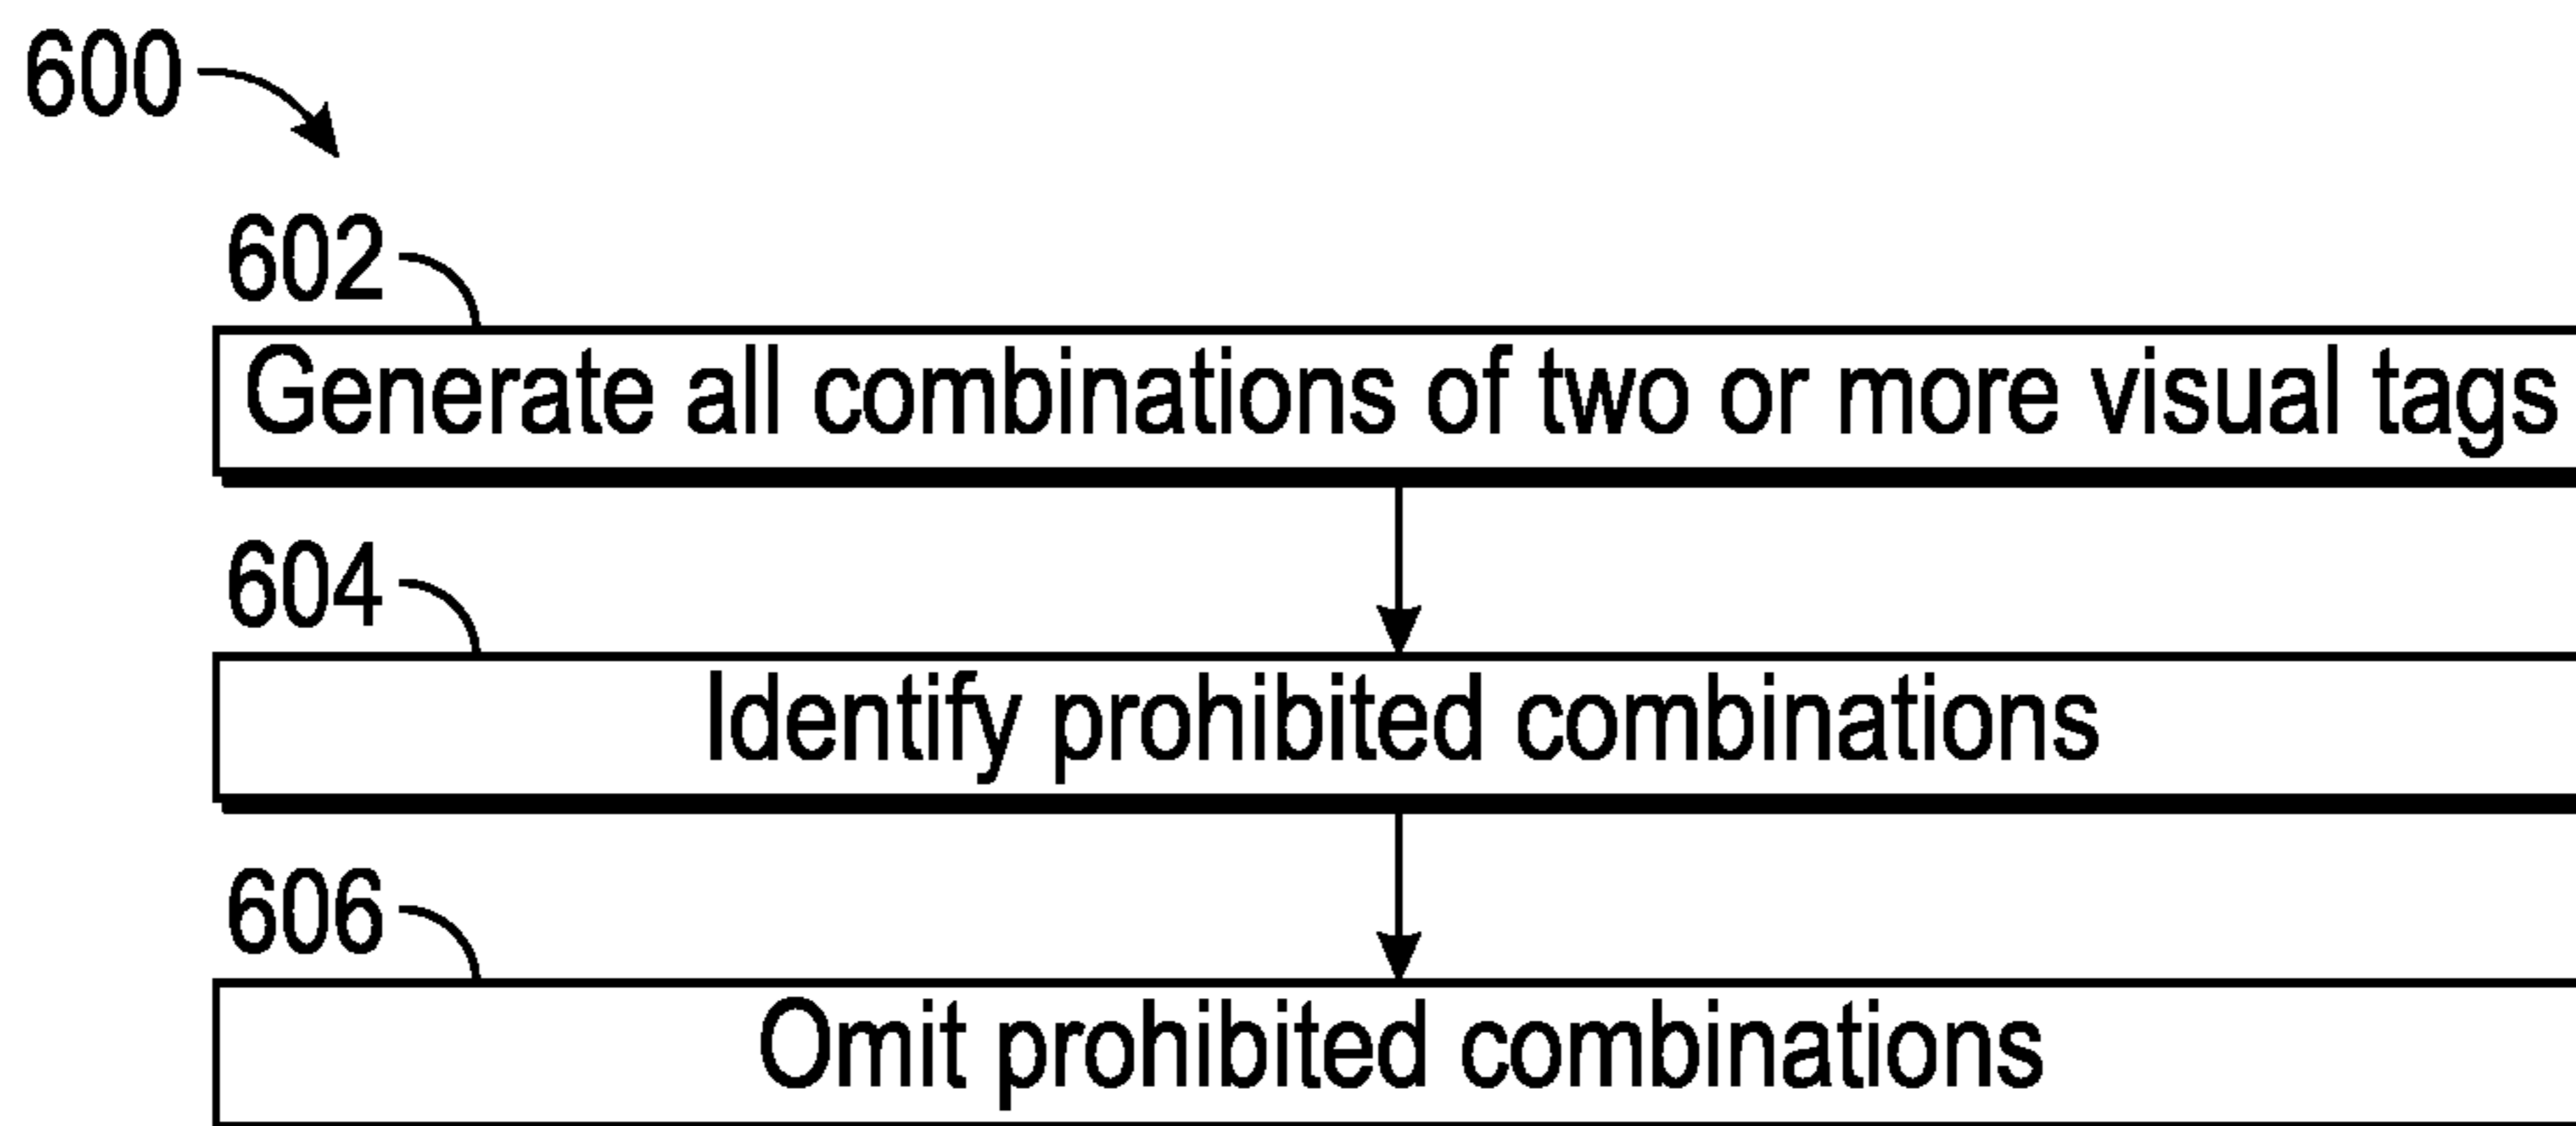 600
602
Generate all combinations of two or more visual tags
604
Identify prohibited combinations
606
Omit prohibited combinations